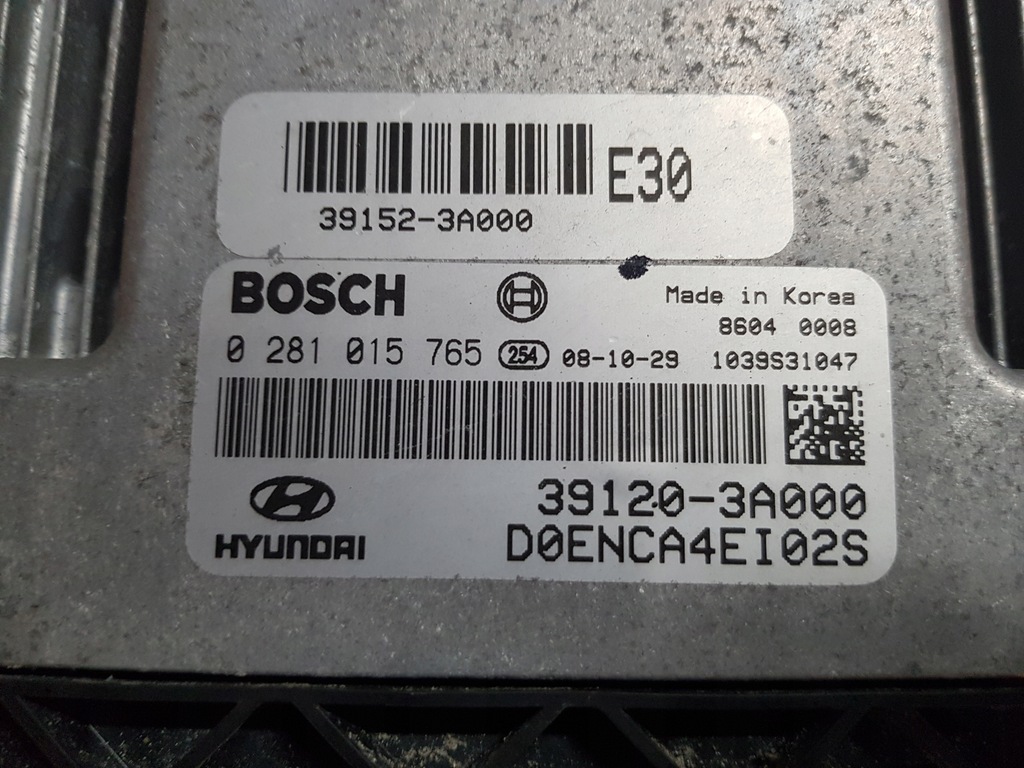 E30
39152-3A000
BOSCH
Made in Korea
8604 0008
0 281 015 765 254 08-10-29 1039S31047
39120-3A000
HYUNDAI D0ENCA4EI02S